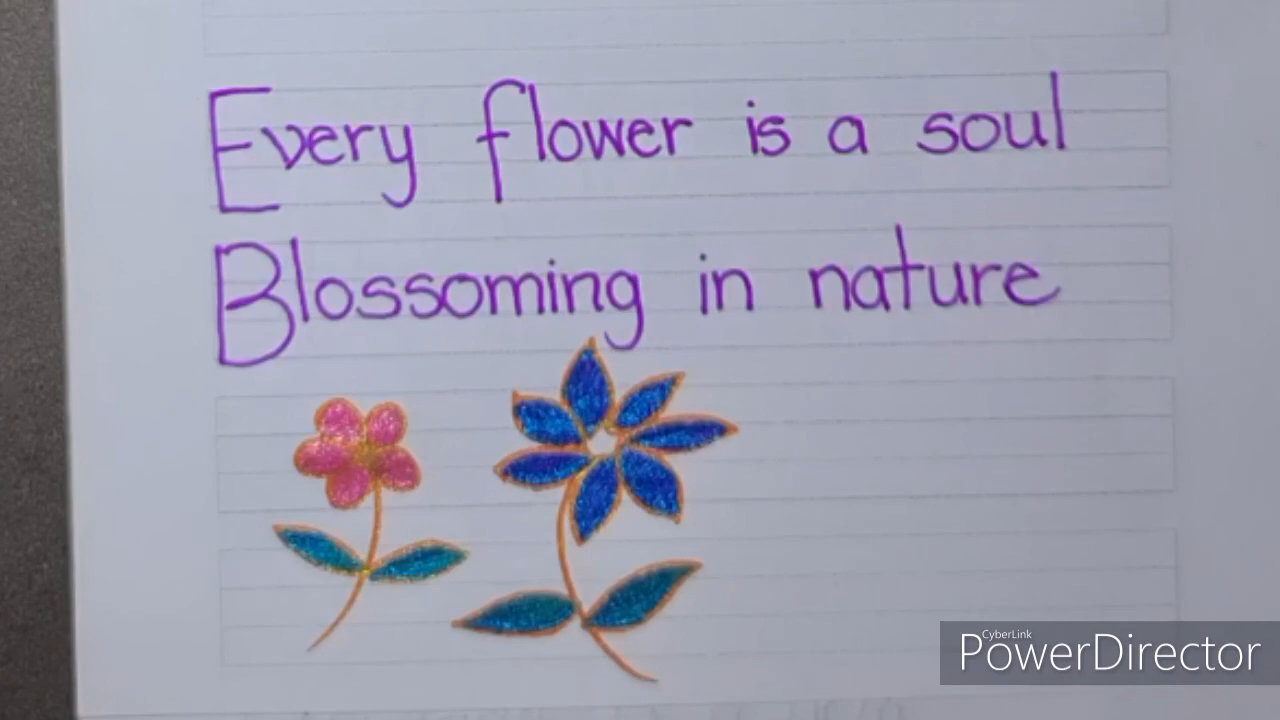 Every flower is a soul
Blossoming in nature
CyberLink
PowerDirector